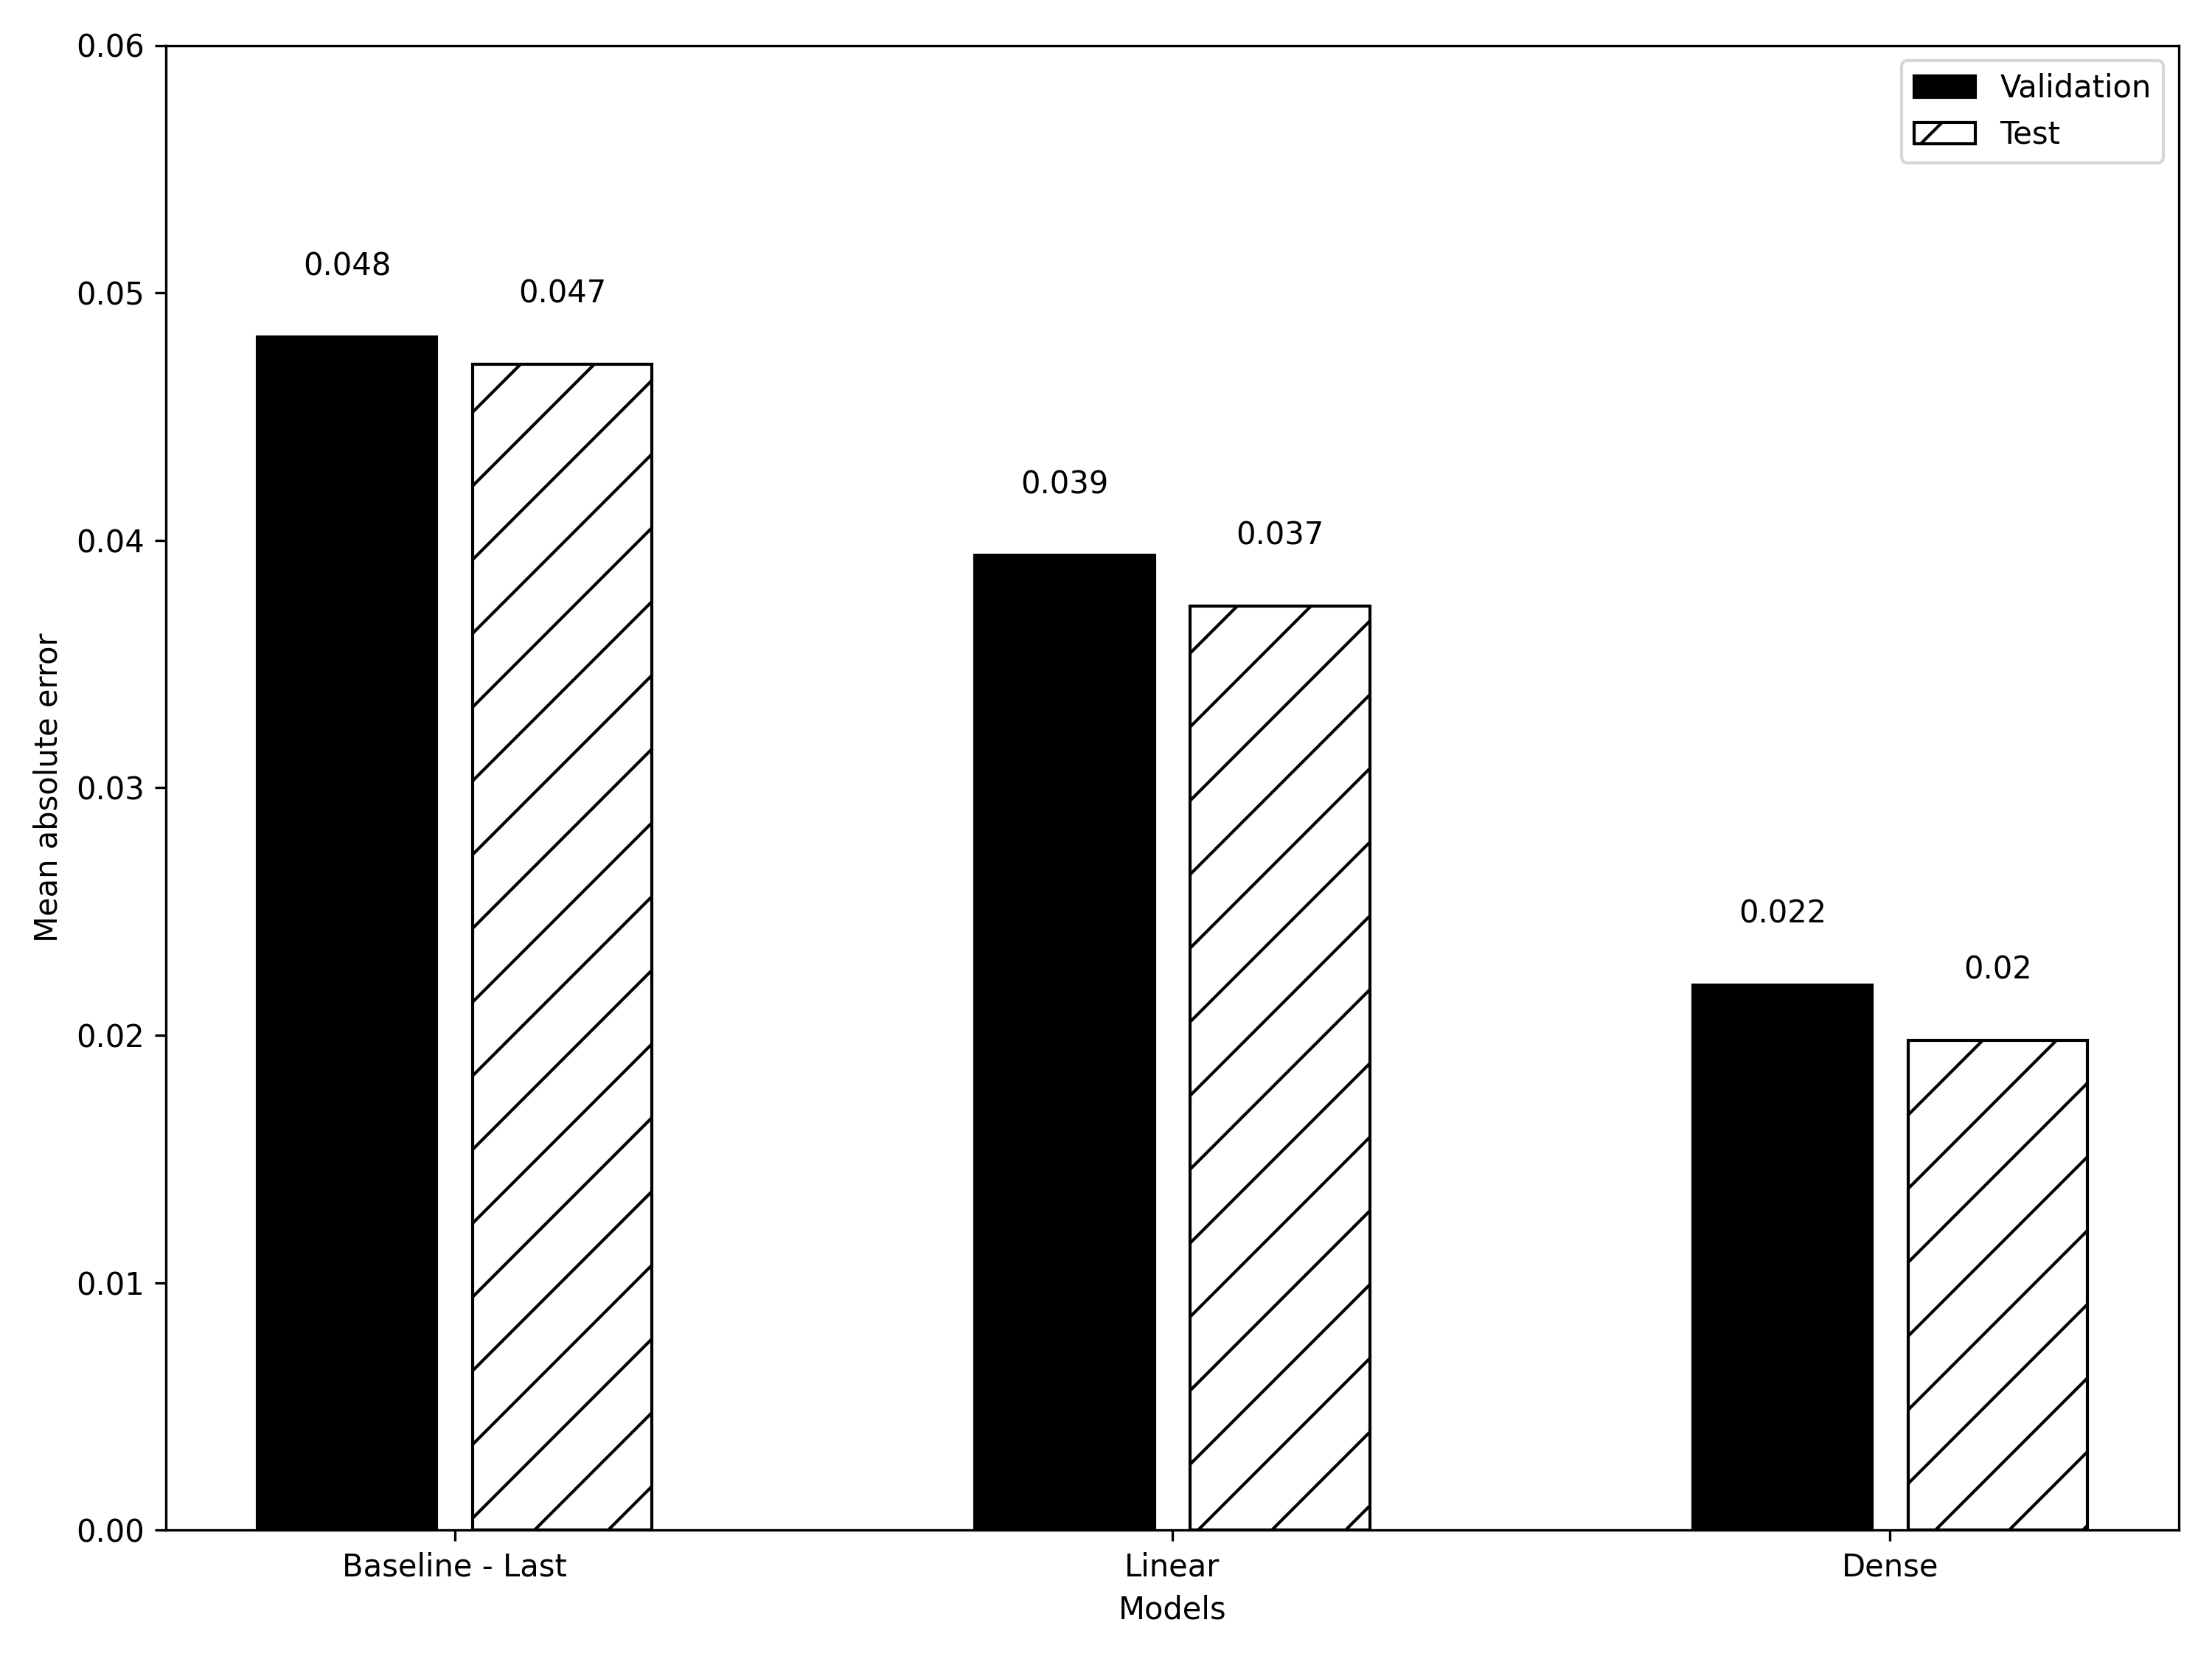 0.06
0.05
0.04
0.03
0.02
0.01
0.00
Mean absolute error
Validation
Test
0.048
0.047
0.039
0.037
0.022
0.02
Baseline - Last
Linear
Dense
Models